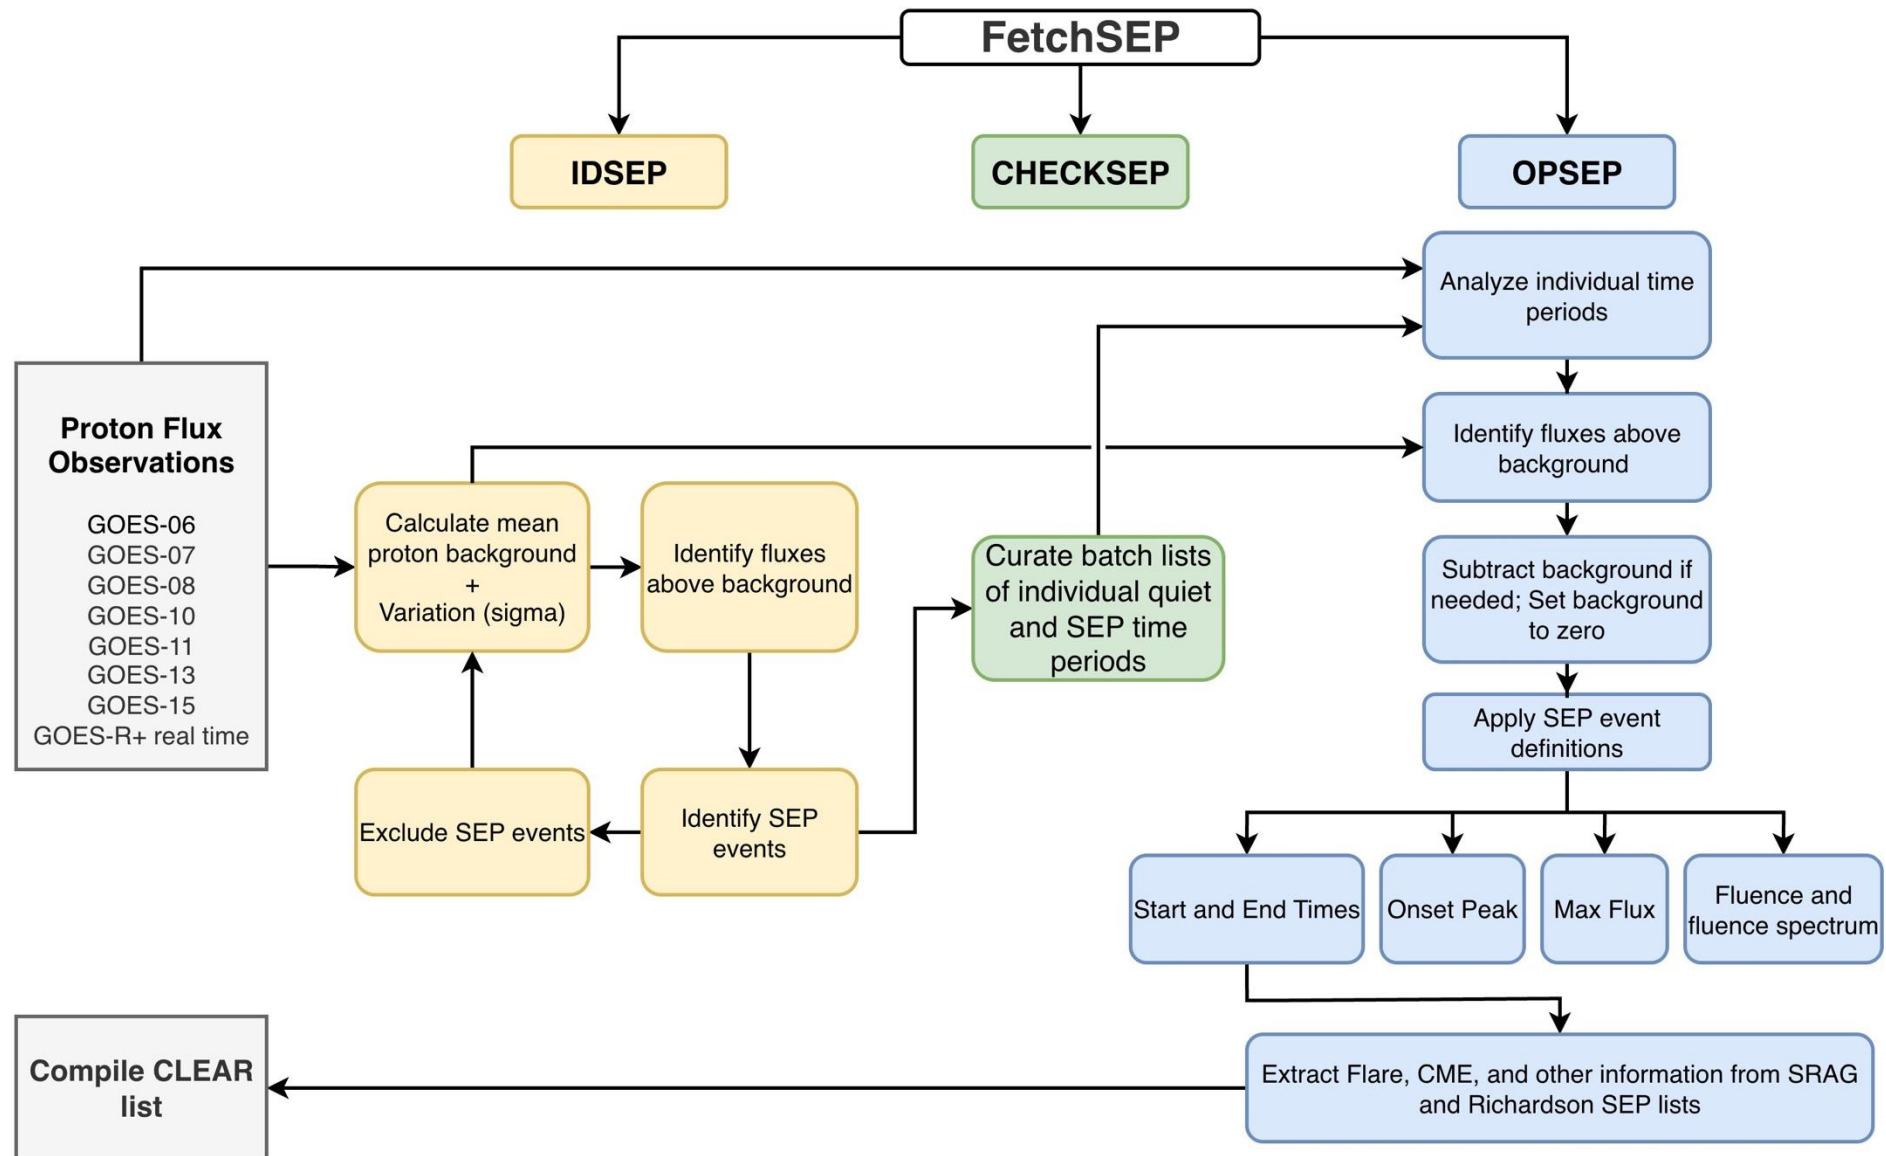 FetchSEP
IDSEP
CHECKSEP
OPSEP
Analyze individual time
periods
Proton Flux
Observations
GOES-06
GOES-07
GOES-08
GOES-10
GOES-11
GOES-13
GOES-15
GOES-R+ real time
Calculate mean
proton background
+
Variation (sigma)
Identify fluxes
above background
Identify SEP
events
Exclude SEP events
Curate batch lists
of individual quiet
and SEP time
periods
Identify fluxes above
background
Subtract background if
needed; Set background
to zero
Apply SEP event
definitions
Start and End Times
Onset Peak
Max Flux
Fluence and
fluence spectrum
Extract Flare, CME, and other information from SRAG
and Richardson SEP lists
Compile CLEAR
list